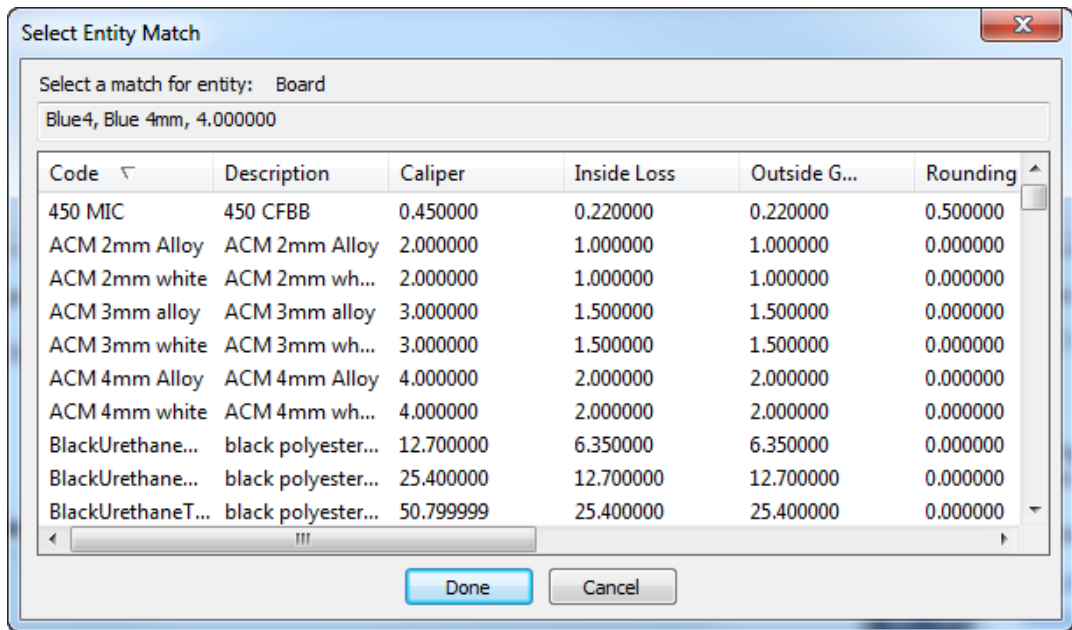 Select Entity Match
Select a match for entity: Board
Blue4, Blue 4mm, 4.000000
Code Description Caliper Inside Loss Outside G... Rounding
450 MIC 450 CFBB 0.450000 0.220000 0.220000 0.500000
ACM 2mm Alloy ACM 2mm Alloy 2.000000 1.000000 1.000000 0.000000
ACM 2mm white ACM 2mm wh... 2.000000 1.000000 1.000000 0.000000
ACM 3mm alloy ACM 3mm alloy 3.000000 1.500000 1.500000 0.000000
ACM 3mm white ACM 3mm wh... 3.000000 1.500000 1.500000 0.000000
ACM 4mm Alloy ACM 4mm Alloy 4.000000 2.000000 2.000000 0.000000
ACM 4mm white ACM 4mm wh... 4.000000 2.000000 2.000000 0.000000
BlackUrethane... black polyester... 12.700000 6.350000 6.350000 0.000000
BlackUrethane... black polyester... 25.400000 12.700000 12.700000 0.000000
BlackUrethaneT... black polyester... 50.799999 25.400000 25.400000 0.000000
Done Cancel